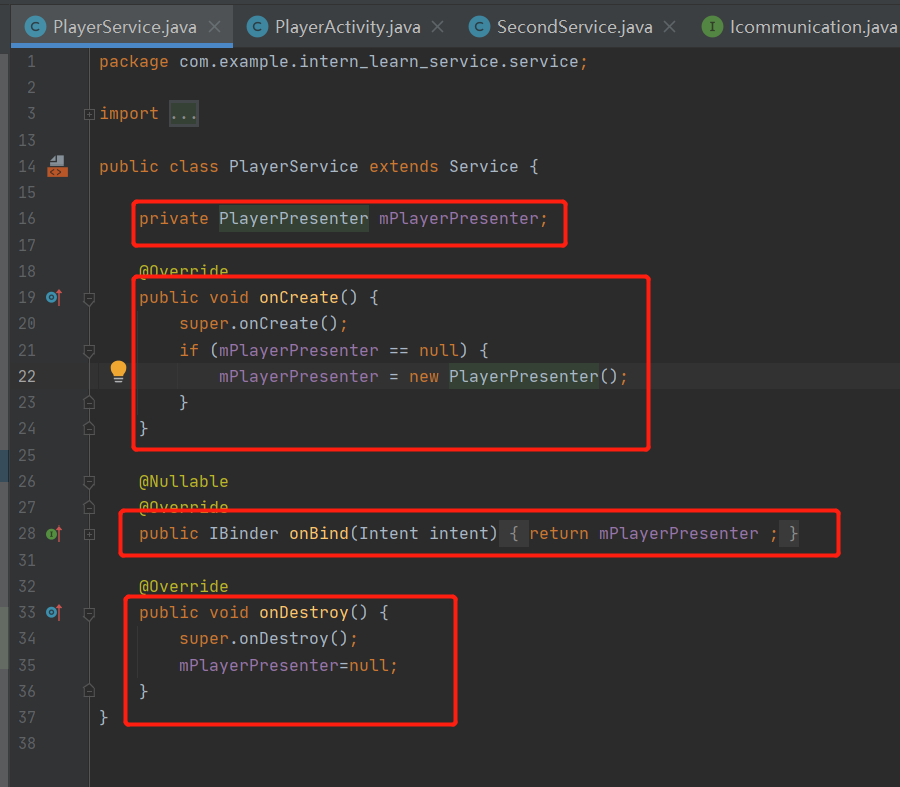 PlayerService.java PlayerActivity.java SecondService.java Icommunication.java
1 package com.example.intern_learn_service.service;
2
3 import ...
13
14 public class PlayerService extends Service {
15
16 private PlayerPresenter mPlayerPresenter;
17
18 @Override
19 public void onCreate() {
20 super.onCreate();
21 if (mPlayerPresenter == null) {
22 mPlayerPresenter = new PlayerPresenter();
23 }
24 }
25
26 @Nullable
27 @Override
28 public IBinder onBind(Intent intent) { return mPlayerPresenter ; }
31
32 @Override
33 public void onDestroy() {
34 super.onDestroy();
35 mPlayerPresenter=null;
36 }
37 }
38